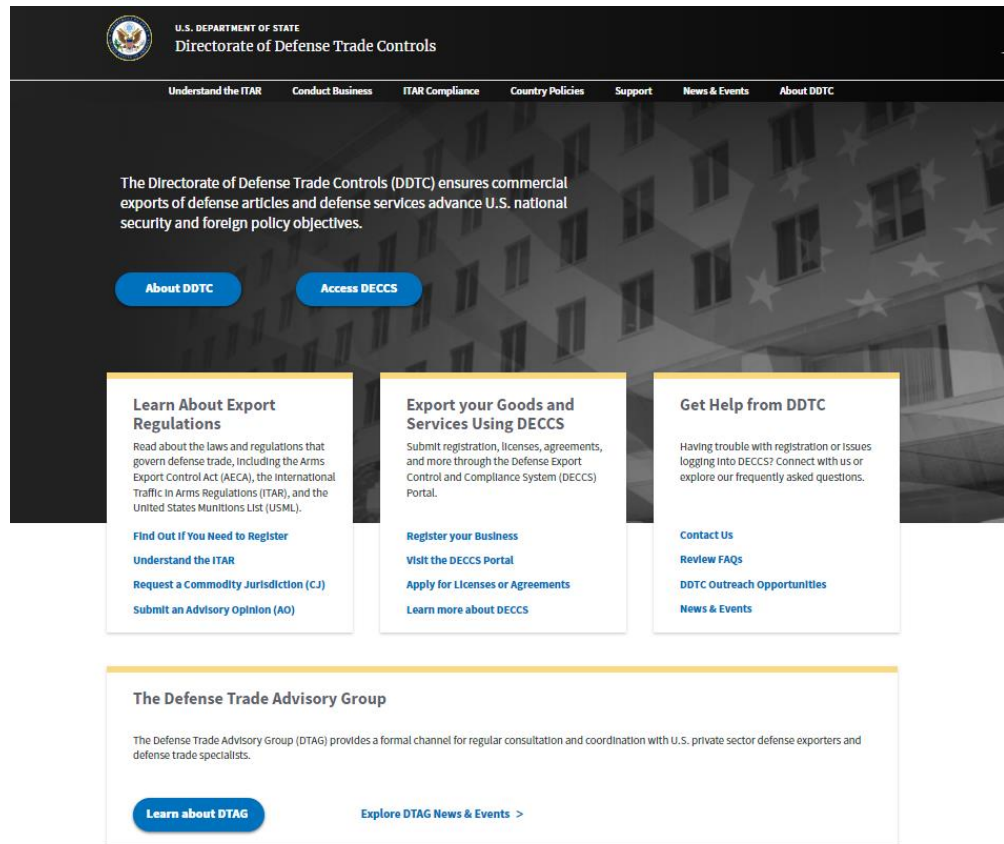 U.S. DEPARTMENT OF STATE
Directorate of Defense Trade Controls
Understand the ITAR Conduct Business ITAR Compliance Country Policies Support News & Events About DDTC
The Directorate of Defense Trade Controls (DDTC) ensures commercial
exports of defense articles and defense services advance U.S. national
security and foreign policy objectives.
About DDTC Access DECCS
Learn About Export
Regulations
Read about the laws and regulations that
govern defense trade, including the Arms
Export Control Act (AECA), the International
Traffic in Arms Regulations (ITAR), and the
United States Munitions List (USML).
Find Out If You Need to Register
Understand the ITAR
Request a Commodity Jurisdiction (CJ)
Submit an Advisory Opinion (AO)
Export your Goods and
Services Using DECCS
Submit registration, licenses, agreements,
and more through the Defense Export
Control and Compliance System (DECCS)
Portal.
Register your Business
Visit the DECCS Portal
Apply for Licenses or Agreements
Learn more about DECCS
Get Help from DDTC
Having trouble with registration or issues
logging into DECCS? Connect with us or
explore our frequently asked questions.
Contact Us
Review FAQs
DDTC Outreach Opportunities
News & Events
The Defense Trade Advisory Group
The Defense Trade Advisory Group (DTAG) provides a formal channel for regular consultation and coordination with U.S. private sector defense exporters and
defense trade specialists.
Learn about DTAG Explore DTAG News & Events >